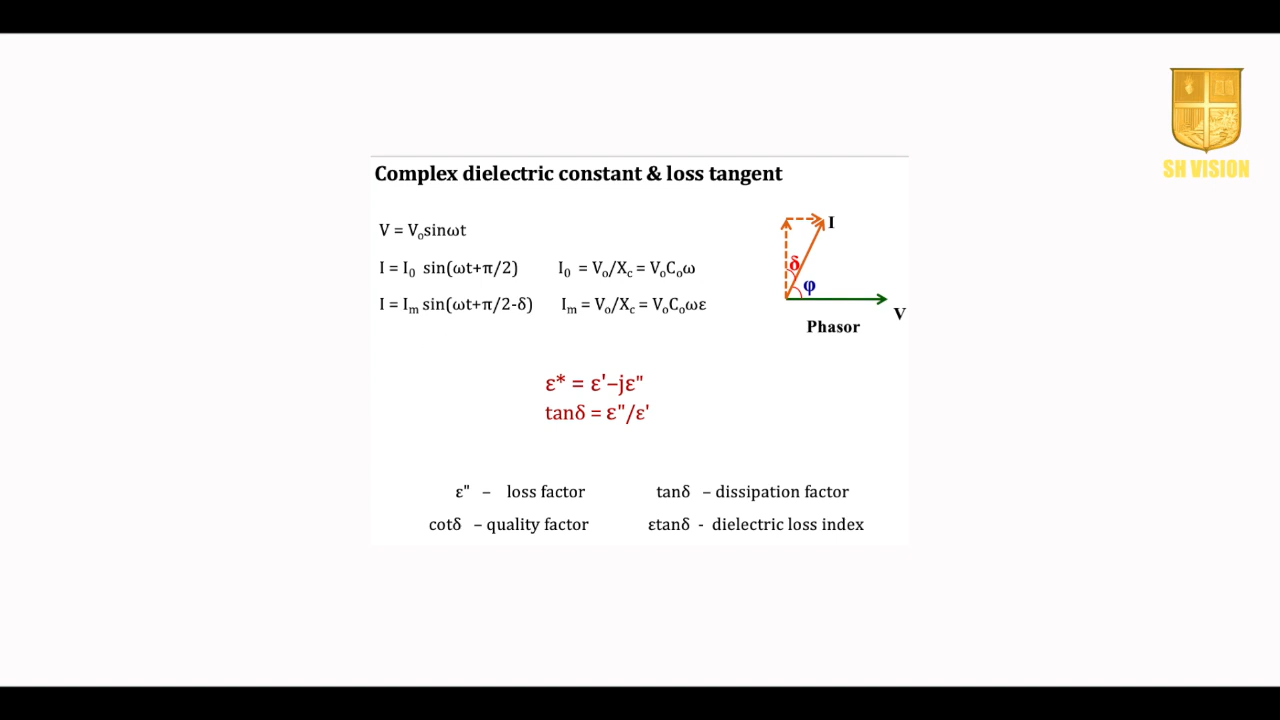 SH VISION
Complex dielectric constant & loss tangent
V = Vₒsinωt
I = I₀ sin(ωt+π/2) I₀ = Vₒ/X꜀ = VₒCₒω
I = Iₘ sin(ωt+π/2-δ) Iₘ = Vₒ/X꜀ = VₒCₒωε
I
δ
φ
V
Phasor
ε* = ε'–jε"
tanδ = ε"/ε'
ε" – loss factor tanδ – dissipation factor
cotδ – quality factor εtanδ - dielectric loss index